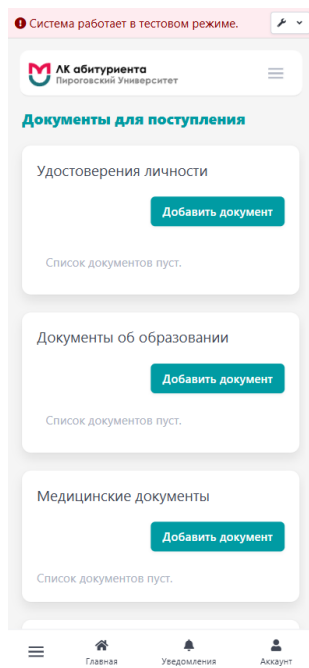 Система работает в тестовом режиме.
ЛК абитуриента
Пироговский Университет
Документы для поступления
Удостоверения личности
Добавить документ
Список документов пуст.
Документы об образовании
Добавить документ
Список документов пуст.
Медицинские документы
Добавить документ
Список документов пуст.
Главная
Уведомления
Аккаунт